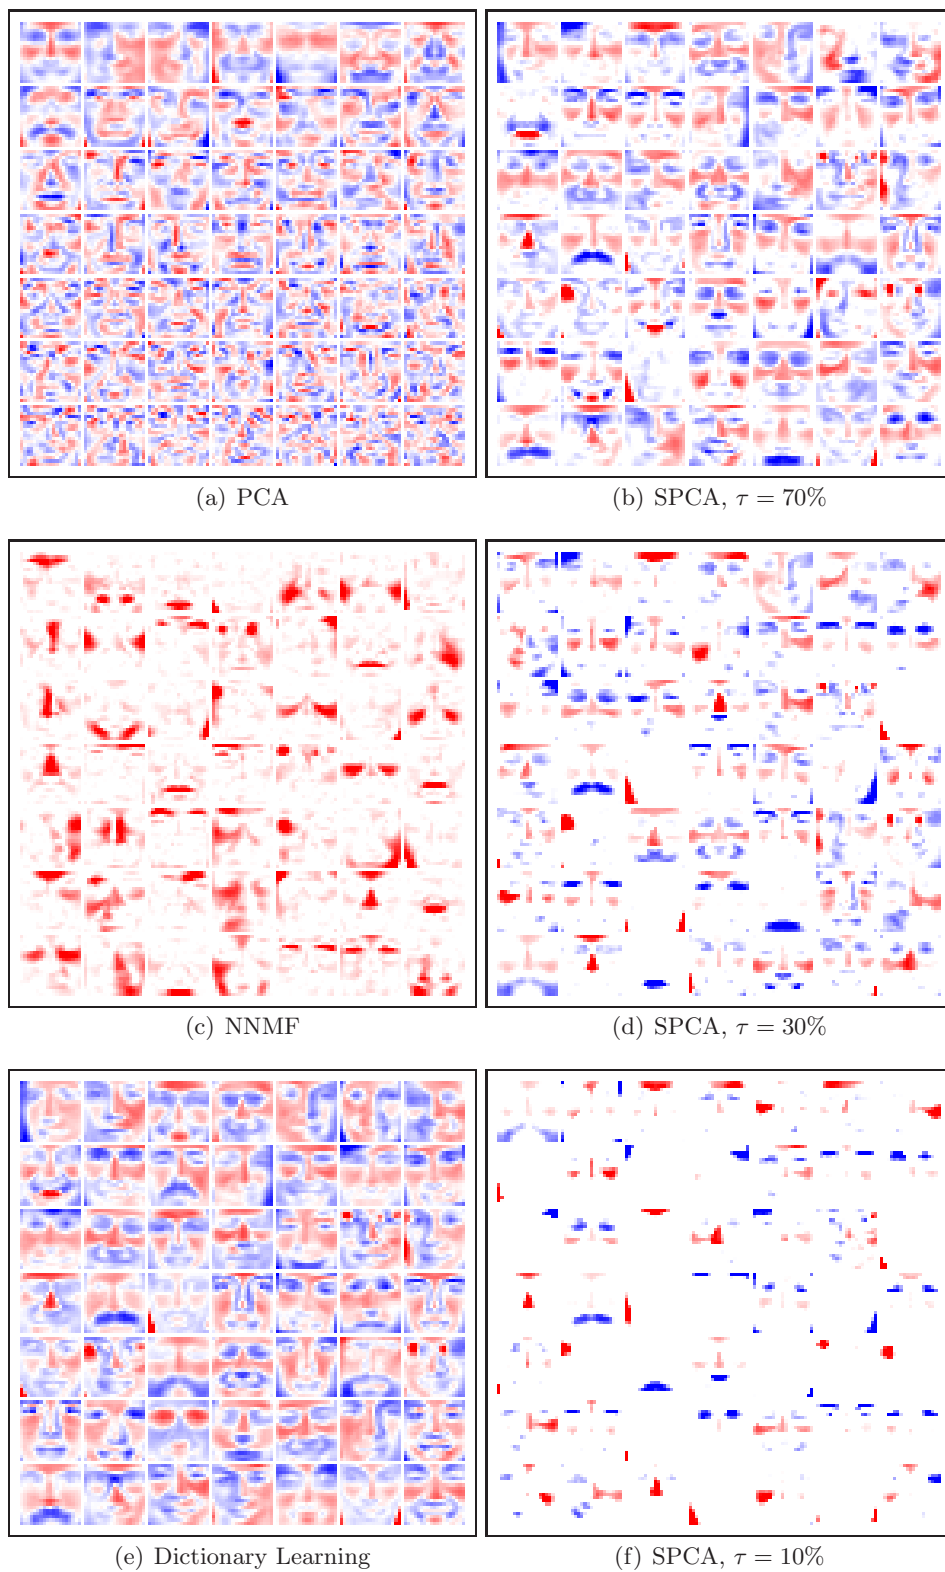 (a) PCA
(b) SPCA, τ = 70%
(c) NNMF
(d) SPCA, τ = 30%
(e) Dictionary Learning
(f) SPCA, τ = 10%